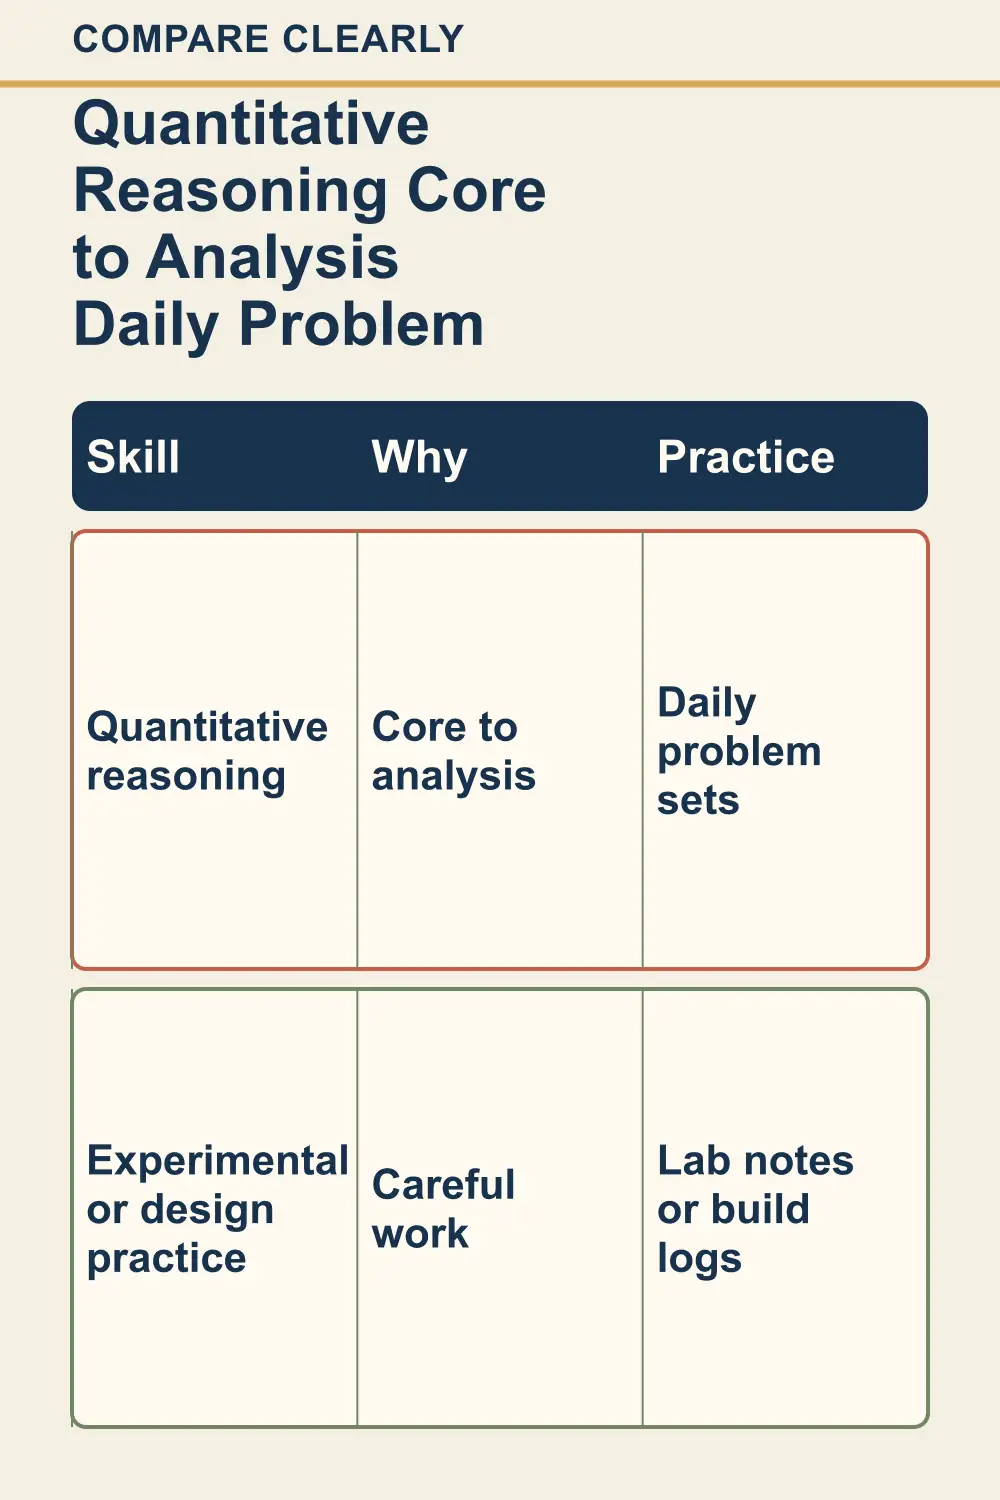 COMPARE CLEARLY
Quantitative
Reasoning Core
to Analysis
Daily Problem
Skill Why Practice
Quantitative
reasoning
Core to
analysis
Daily
problem
sets
Experimental
or design
practice
Careful
work
Lab notes
or build
logs